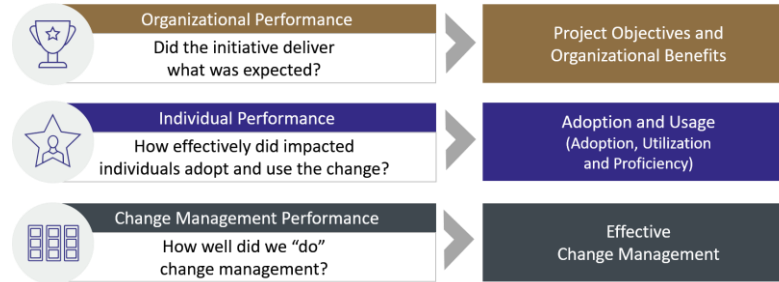 Organizational Performance
Did the initiative deliver
what was expected?
Project Objectives and
Organizational Benefits
Individual Performance
How effectively did impacted
individuals adopt and use the change?
Adoption and Usage
(Adoption, Utilization
and Proficiency)
Change Management Performance
How well did we “do”
change management?
Effective
Change Management